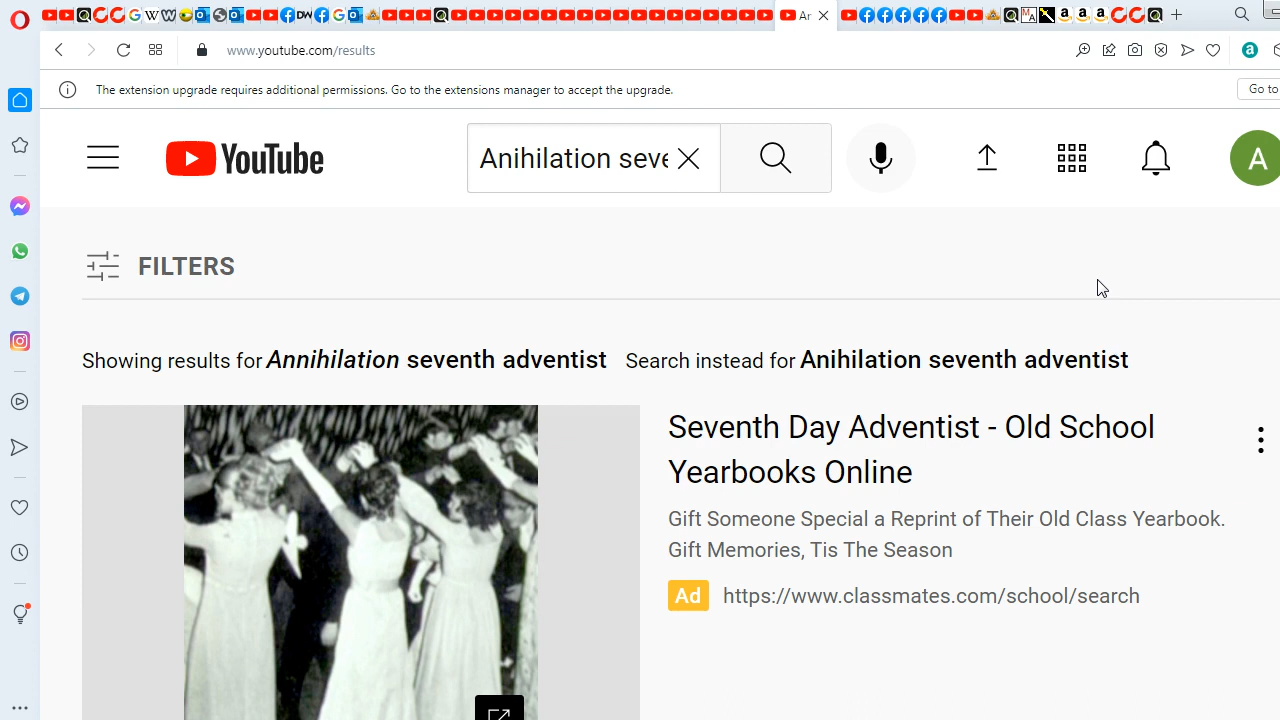 Ar
www.youtube.com/results
The extension upgrade requires additional permissions. Go to the extensions manager to accept the upgrade.
Go to
YouTube
Anihilation seve
A
FILTERS
Showing results for Annihilation seventh adventist Search instead for Anihilation seventh adventist
Seventh Day Adventist - Old School
Yearbooks Online
Gift Someone Special a Reprint of Their Old Class Yearbook.
Gift Memories, Tis The Season
Ad https://www.classmates.com/school/search